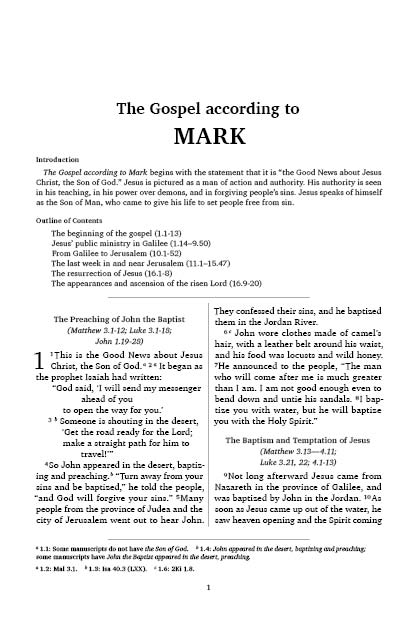 The Gospel according to
MARK
Introduction
The Gospel according to Mark begins with the statement that it is “the Good News about Jesus
Christ, the Son of God.” Jesus is pictured as a man of action and authority. His authority is seen
in his teaching, in his power over demons, and in forgiving people’s sins. Jesus speaks of himself
as the Son of Man, who came to give his life to set people free from sin.
Outline of Contents
The beginning of the gospel (1.1-13)
Jesus’ public ministry in Galilee (1.14–9.50)
From Galilee to Jerusalem (10.1-52)
The last week in and near Jerusalem (11.1–15.47)
The resurrection of Jesus (16.1-8)
The appearances and ascension of the risen Lord (16.9-20)
The Preaching of John the Baptist
(Matthew 3.1-12; Luke 3.1-18;
John 1.19-28)
1 1 This is the Good News about Jesus
Christ, the Son of God. a 2 a It began as
the prophet Isaiah had written:
“God said, ‘I will send my messenger
ahead of you
to open the way for you.’
3 b Someone is shouting in the desert,
‘Get the road ready for the Lord;
make a straight path for him to
travel!’”
4 So John appeared in the desert, baptiz-
ing and preaching. b “Turn away from your
sins and be baptized,” he told the people,
“and God will forgive your sins.” 5 Many
people from the province of Judea and the
city of Jerusalem went out to hear John.
They confessed their sins, and he baptized
them in the Jordan River.
6 c John wore clothes made of camel’s
hair, with a leather belt around his waist,
and his food was locusts and wild honey.
7 He announced to the people, “The man
who will come after me is much greater
than I am. I am not good enough even to
bend down and untie his sandals. 8 I bap-
tize you with water, but he will baptize
you with the Holy Spirit.”
The Baptism and Temptation of Jesus
(Matthew 3.13—4.11;
Luke 3.21, 22; 4.1-13)
9 Not long afterward Jesus came from
Nazareth in the province of Galilee, and
was baptized by John in the Jordan. 10 As
soon as Jesus came up out of the water, he
saw heaven opening and the Spirit coming
a 1.1: Some manuscripts do not have the Son of God. b 1.4: John appeared in the desert, baptizing and preaching;
some manuscripts have John the Baptist appeared in the desert, preaching.
a 1.2: Mal 3.1. b 1.3: Isa 40.3 (LXX). c 1.6: 2Ki 1.8.
1